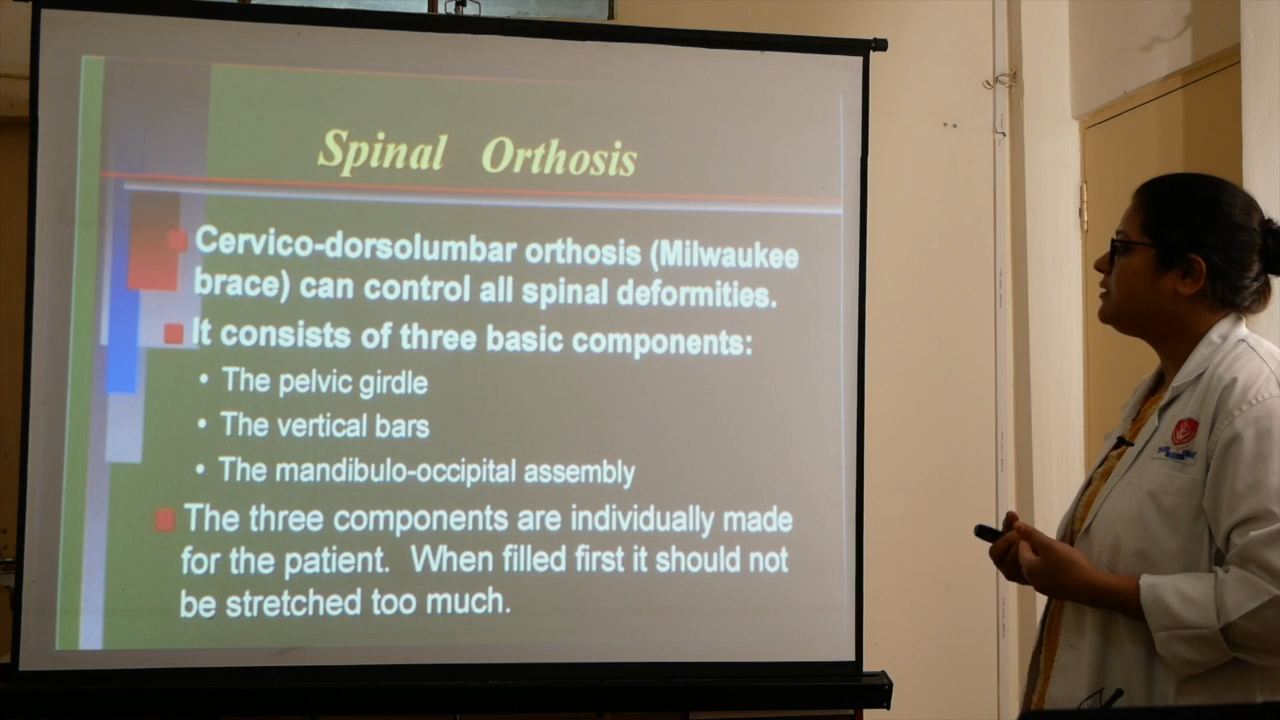 Spinal Orthosis
Cervico-dorsolumbar orthosis (Milwaukee
brace) can control all spinal deformities.
It consists of three basic components:
• The pelvic girdle
• The vertical bars
• The mandibulo-occipital assembly
The three components are individually made
for the patient. When filled first it should not
be stretched too much.